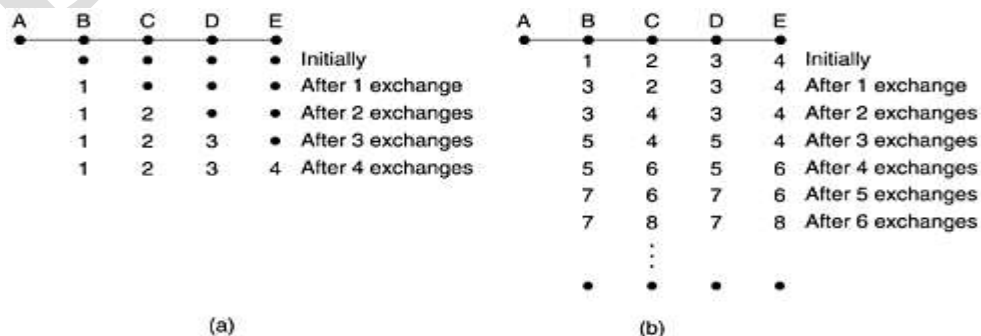 A B C D E
• • • • Initially
1 • • • After 1 exchange
1 2 • • After 2 exchanges
1 2 3 • After 3 exchanges
1 2 3 4 After 4 exchanges
(a)
A B C D E
1 2 3 4 Initially
3 2 3 4 After 1 exchange
3 4 3 4 After 2 exchanges
5 4 5 4 After 3 exchanges
5 6 5 6 After 4 exchanges
7 6 7 6 After 5 exchanges
7 8 7 8 After 6 exchanges
⋮
• • • •
(b)